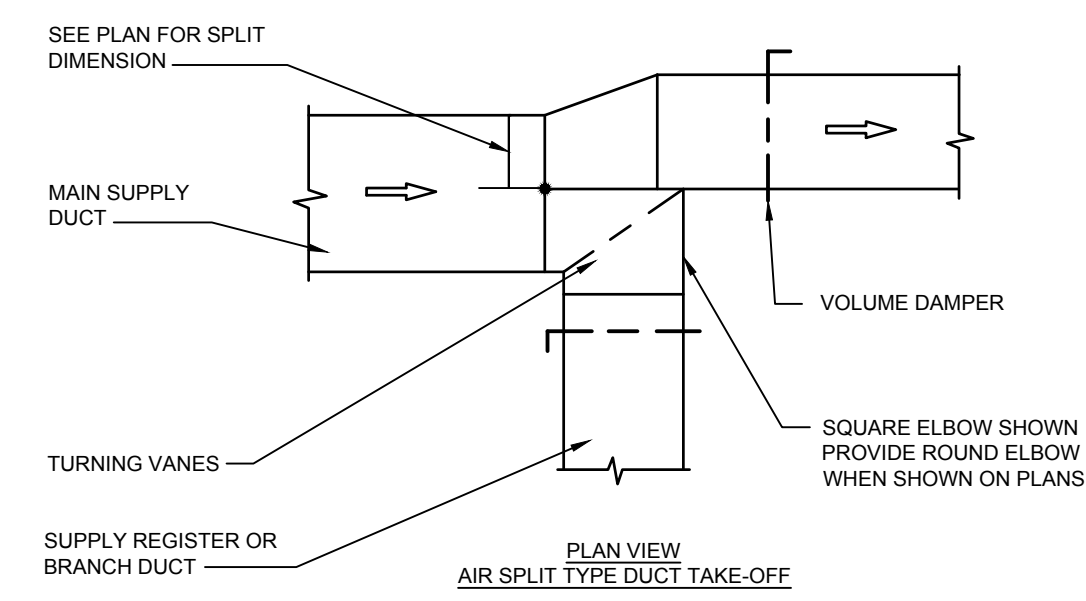 SEE PLAN FOR SPLIT
DIMENSION
MAIN SUPPLY
DUCT
VOLUME DAMPER
SQUARE ELBOW SHOWN
PROVIDE ROUND ELBOW
WHEN SHOWN ON PLANS
TURNING VANES
SUPPLY REGISTER OR
BRANCH DUCT
PLAN VIEW
AIR SPLIT TYPE DUCT TAKE-OFF